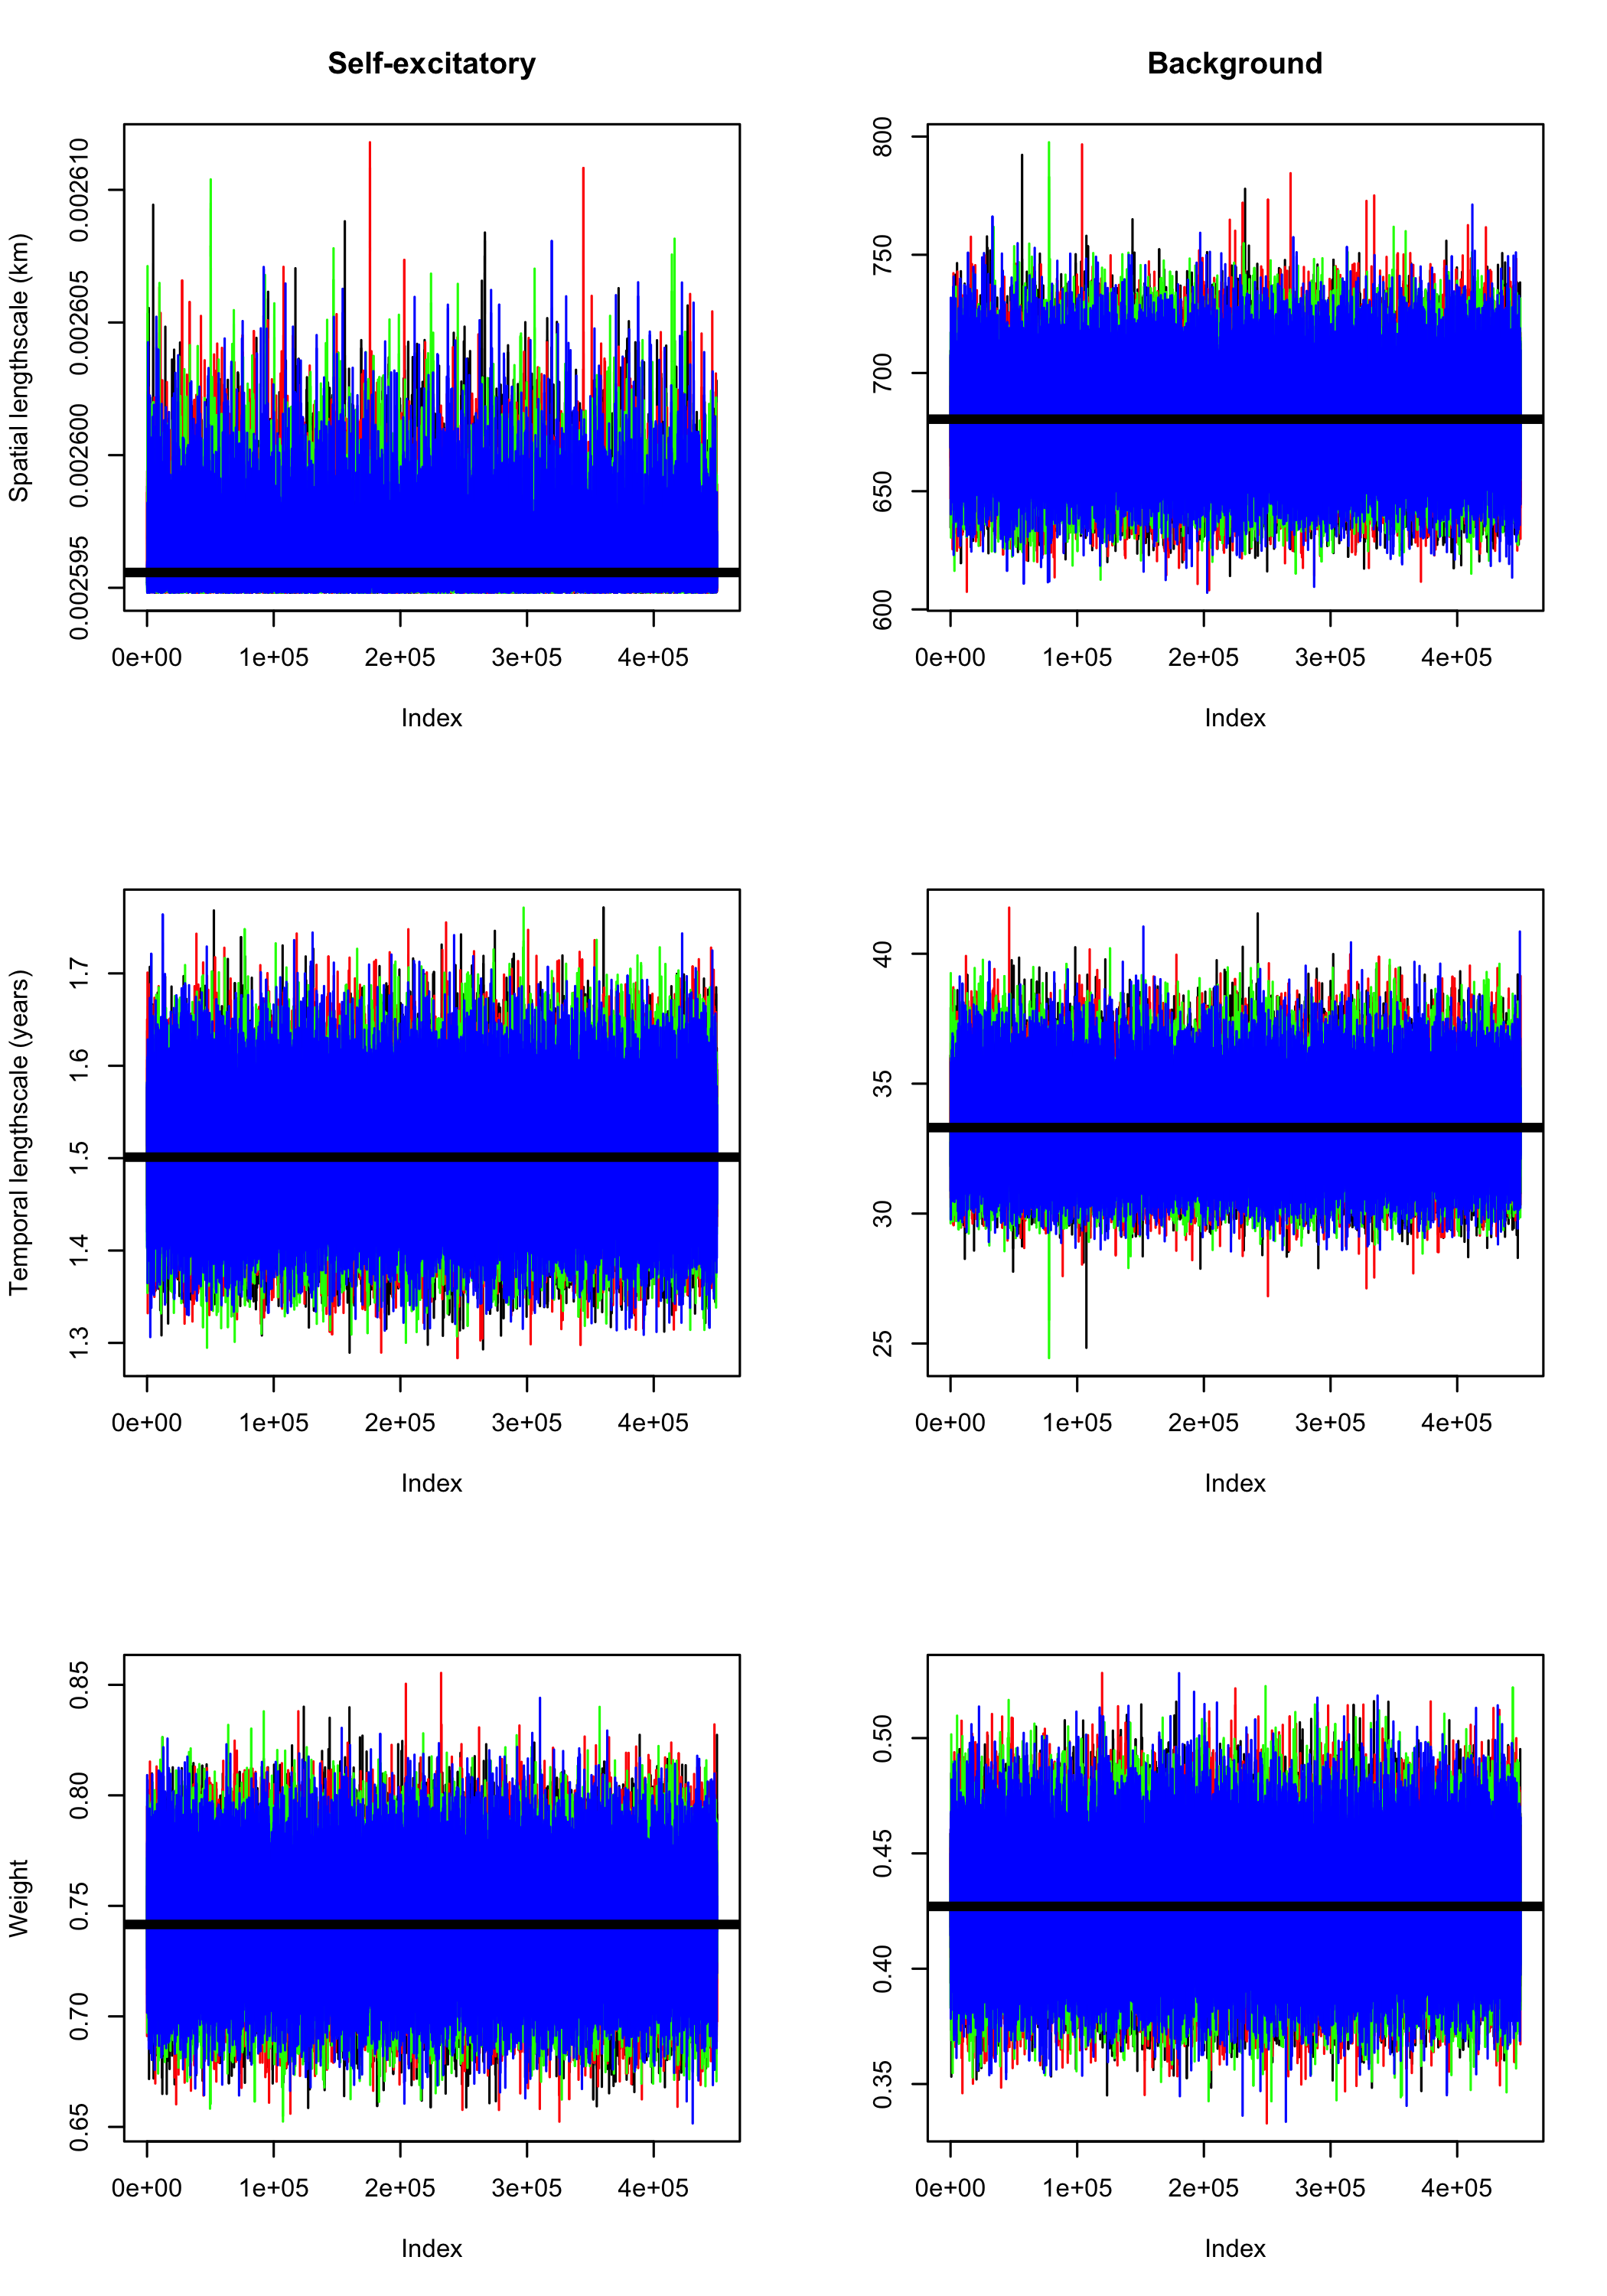 Self-excitatory
Background
Spatial lengthscale (km)
0.002595 0.002600 0.002605 0.002610
0e+00 1e+05 2e+05 3e+05 4e+05
Index
600 650 700 750 800
0e+00 1e+05 2e+05 3e+05 4e+05
Index
Temporal lengthscale (years)
1.3 1.4 1.5 1.6 1.7
0e+00 1e+05 2e+05 3e+05 4e+05
Index
25 30 35 40
0e+00 1e+05 2e+05 3e+05 4e+05
Index
Weight
0.65 0.70 0.75 0.80 0.85
0e+00 1e+05 2e+05 3e+05 4e+05
Index
0.35 0.40 0.45 0.50
0e+00 1e+05 2e+05 3e+05 4e+05
Index